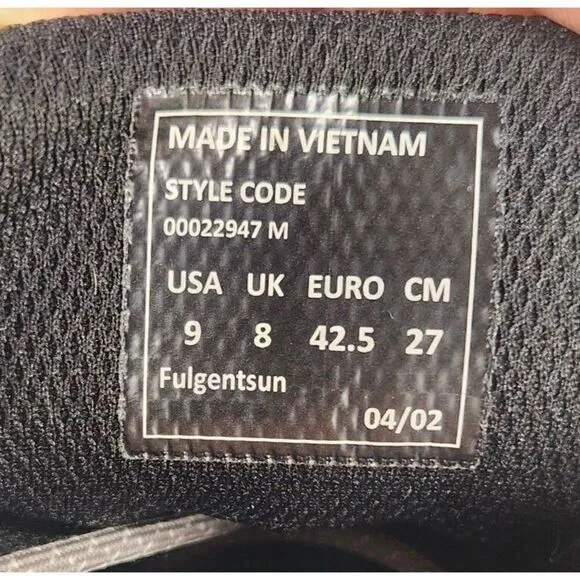 MADE IN VIETNAM
STYLE CODE
00022947 M
USA UK EURO CM
9 8 42.5 27
Fulgentsun
04/02